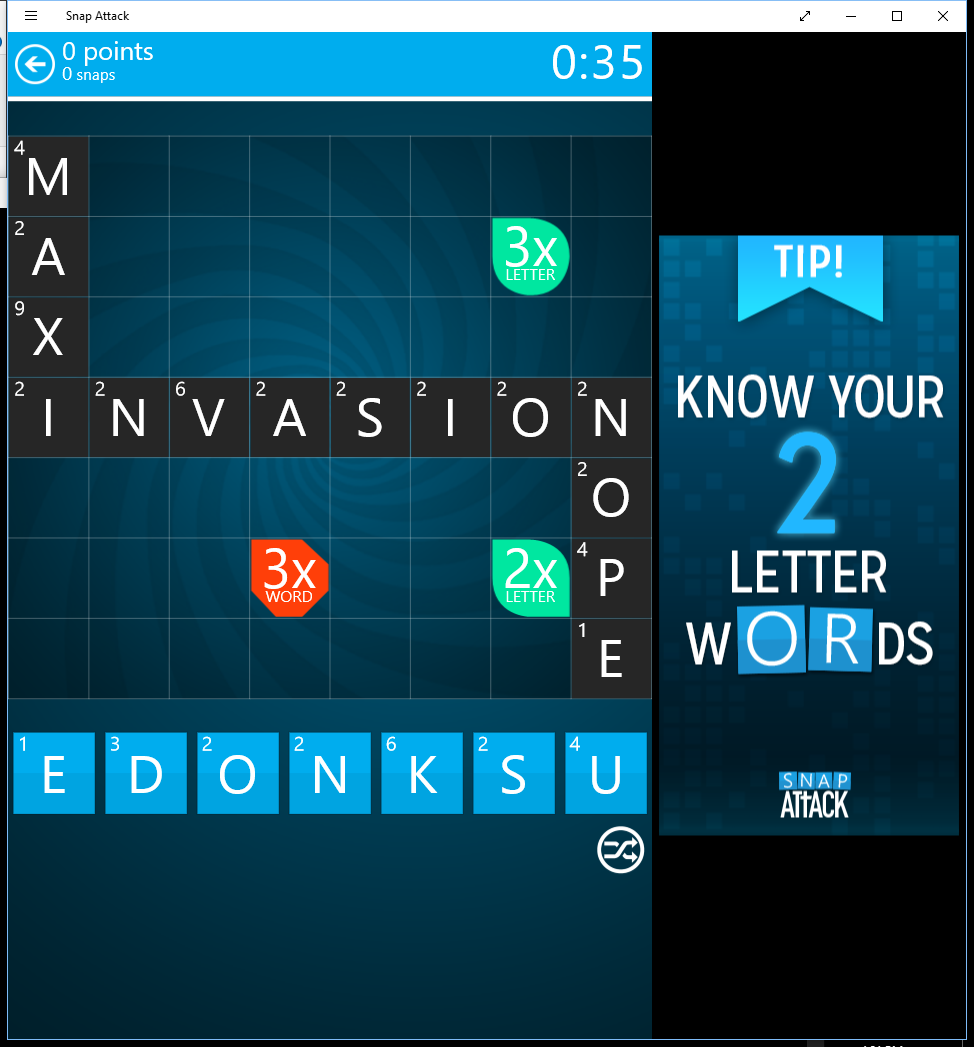 Snap Attack
0 points
0 snaps
0:35
4 M
2 A
3x
LETTER
9 X
2 I 2 N 6 V 2 A 2 S 2 I 2 O 2 N
2 O
3x
WORD
2x
LETTER
4 P
1 E
1 E 3 D 2 O 2 N 6 K 2 S 4 U
TIP!
KNOW YOUR
2
LETTER
WORDS
SNAP
ATTACK